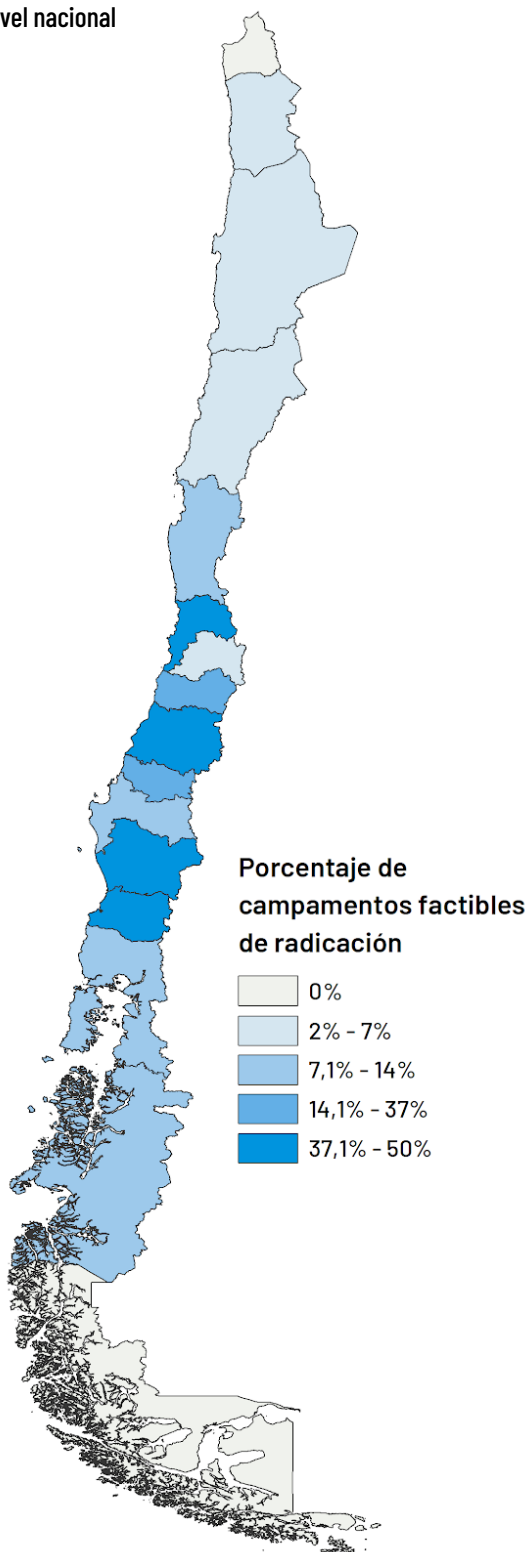 vel nacional
Porcentaje de
campamentos factibles
de radicación
0%
2% - 7%
7,1% - 14%
14,1% - 37%
37,1% - 50%